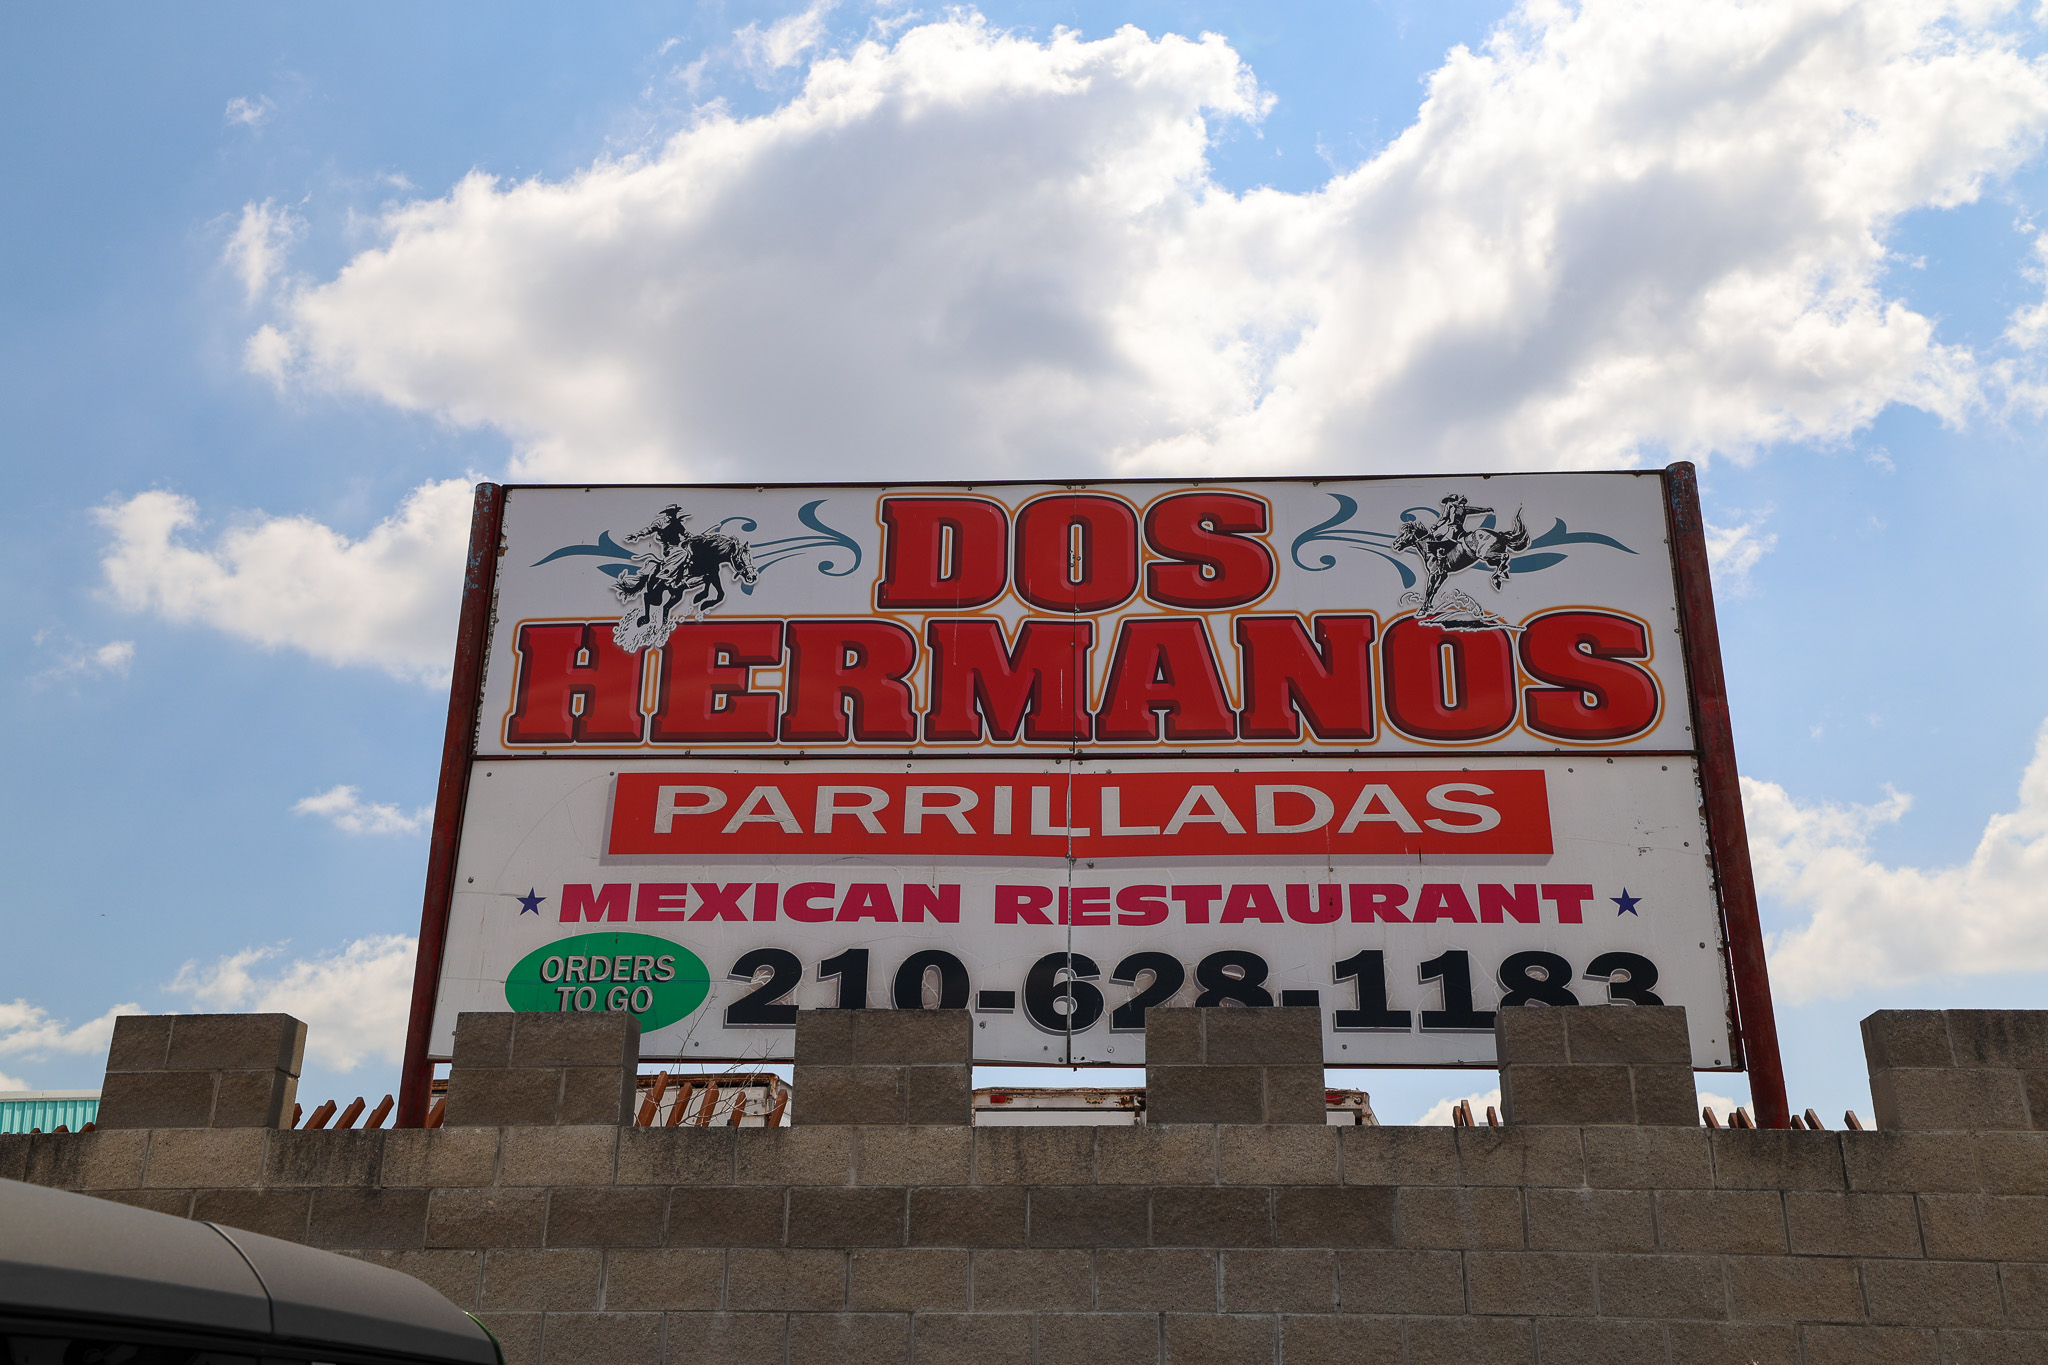 DOS
HERMANOS
PARRILLADAS
MEXICAN RESTAURANT
ORDERS
TO GO
210-628-1183